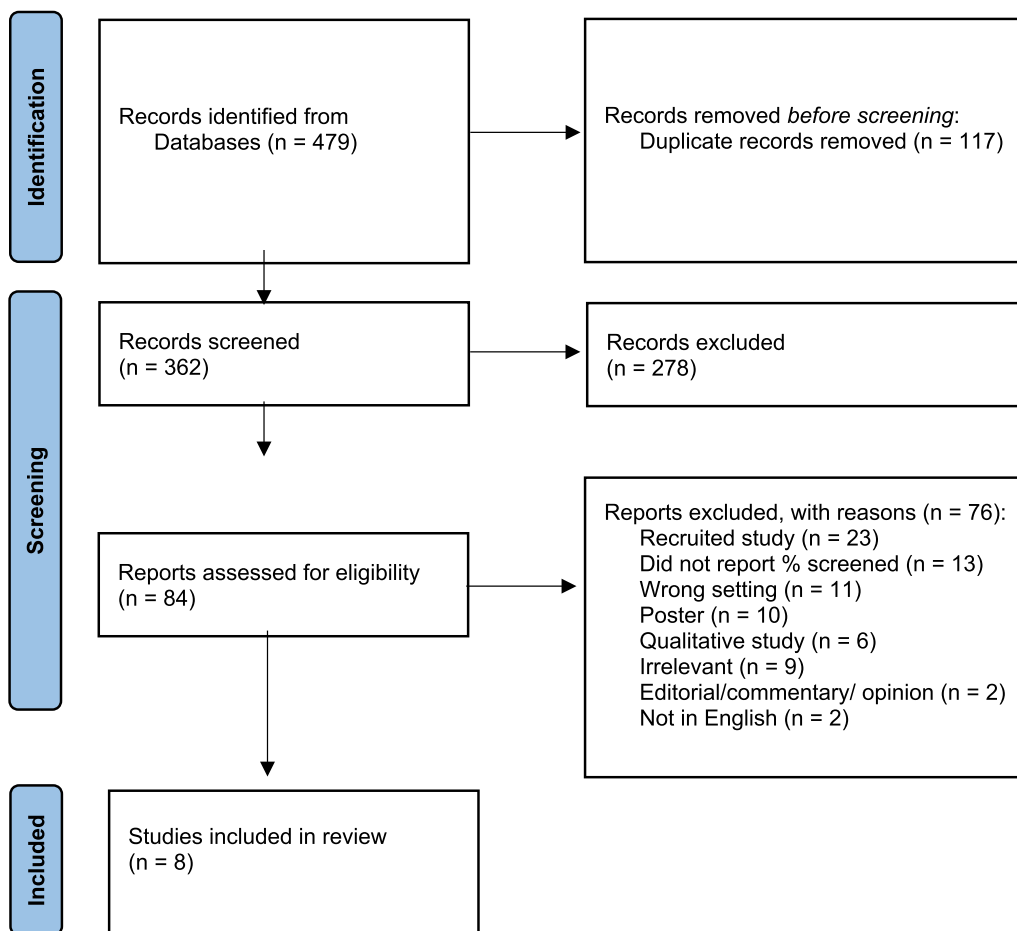 Identification
Records identified from
Databases (n = 479)
Records removed before screening:
Duplicate records removed (n = 117)
Screening
Records screened
(n = 362)
Records excluded
(n = 278)
Reports assessed for eligibility
(n = 84)
Reports excluded, with reasons (n = 76):
Recruited study (n = 23)
Did not report % screened (n = 13)
Wrong setting (n = 11)
Poster (n = 10)
Qualitative study (n = 6)
Irrelevant (n = 9)
Editorial/commentary/ opinion (n = 2)
Not in English (n = 2)
Included
Studies included in review
(n = 8)